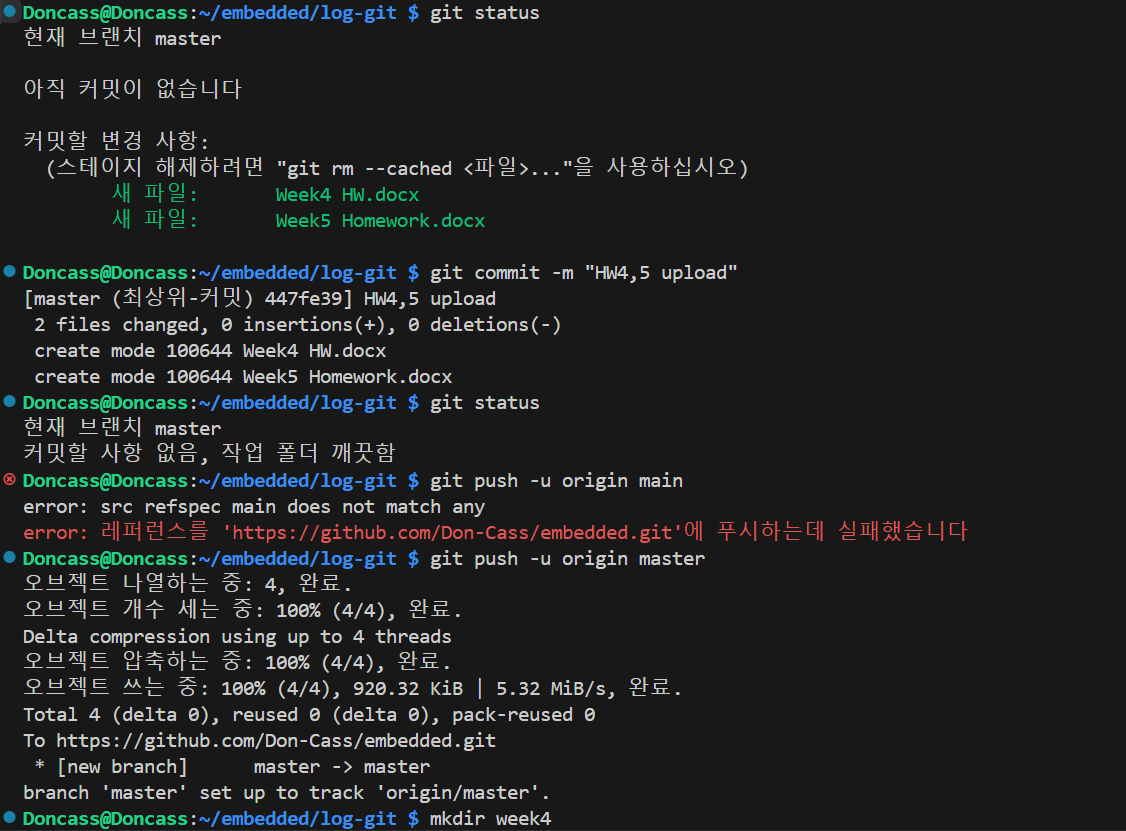 Doncass@Doncass:~/embedded/log-git $ git status
현재 브랜치 master
아직 커밋이 없습니다
커밋할 변경 사항:
(스테이지 해제하려면 "git rm --cached <파일>..."을 사용하십시오)
새 파일: Week4 HW.docx
새 파일: Week5 Homework.docx
Doncass@Doncass:~/embedded/log-git $ git commit -m "HW4,5 upload"
[master (최상위-커밋) 447fe39] HW4,5 upload
2 files changed, 0 insertions(+), 0 deletions(-)
create mode 100644 Week4 HW.docx
create mode 100644 Week5 Homework.docx
Doncass@Doncass:~/embedded/log-git $ git status
현재 브랜치 master
커밋할 사항 없음, 작업 폴더 깨끗함
Doncass@Doncass:~/embedded/log-git $ git push -u origin main
error: src refspec main does not match any
error: 레퍼런스를 'https://github.com/Don-Cass/embedded.git'에 푸시하는데 실패했습니다
Doncass@Doncass:~/embedded/log-git $ git push -u origin master
오브젝트 나열하는 중: 4, 완료.
오브젝트 개수 세는 중: 100% (4/4), 완료.
Delta compression using up to 4 threads
오브젝트 압축하는 중: 100% (4/4), 완료.
오브젝트 쓰는 중: 100% (4/4), 920.32 KiB | 5.32 MiB/s, 완료.
Total 4 (delta 0), reused 0 (delta 0), pack-reused 0
To https://github.com/Don-Cass/embedded.git
* [new branch] master -> master
branch 'master' set up to track 'origin/master'.
Doncass@Doncass:~/embedded/log-git $ mkdir week4